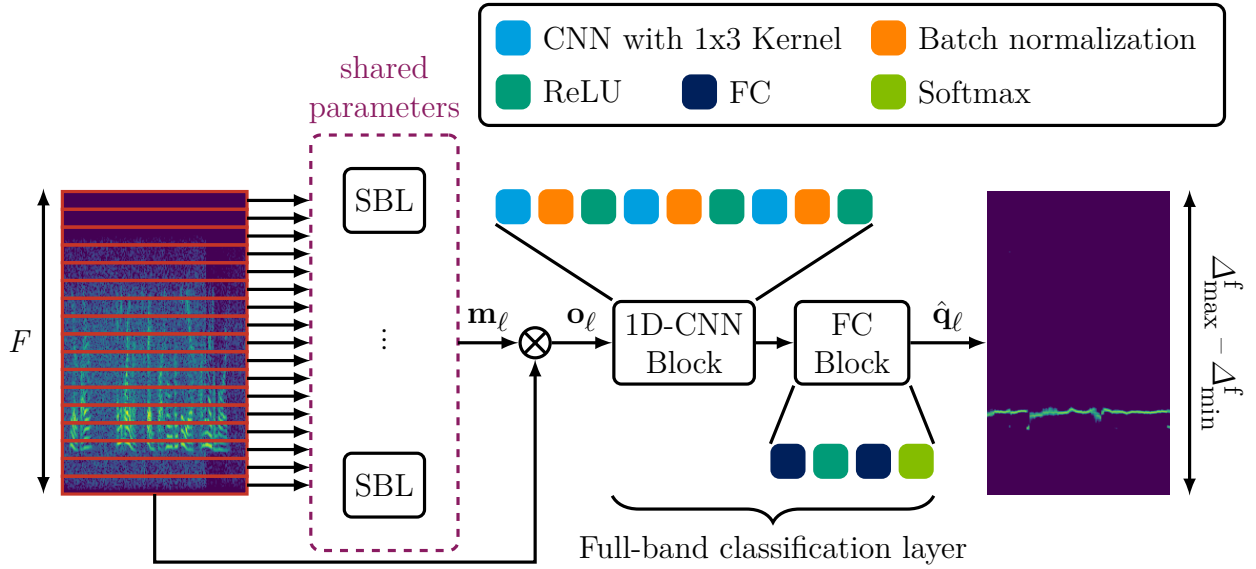 CNN with 1x3 Kernel
Batch normalization
ReLU
FC
Softmax
shared
parameters
SBL
F
⋮
SBL
m_ℓ
o_ℓ
1D-CNN
Block
FC
Block
q̂_ℓ
Δ^f_max − Δ^f_min
Full-band classification layer